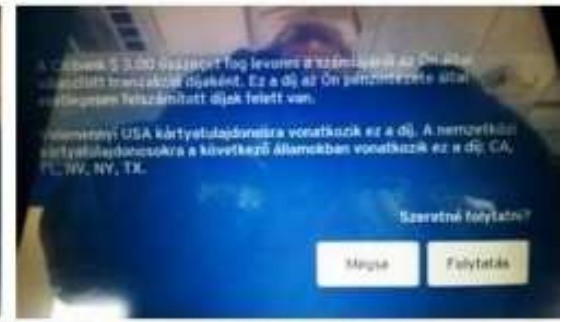 A Citibank $ 3.00 összeget fog levonni a számlájáról az Ön által
választott tranzakció díjaként. Ez a díj az Ön pénzintézete által
esetlegesen felszámított díjak felett van.
Valamennyi USA kártyatulajdonosra vonatkozik ez a díj. A nemzetközi
kártyatulajdonosokra a következő államokban vonatkozik ez a díj: CA,
FL, NV, NY, TX.
Szeretné folytatni?
Mégse
Folytatás